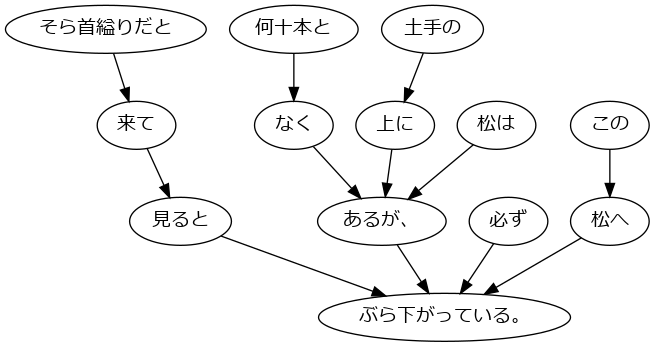 そら首縊りだと
何十本と
土手の
来て
なく
上に
松は
この
見ると
あるが、
必ず
松へ
ぶら下がっている。